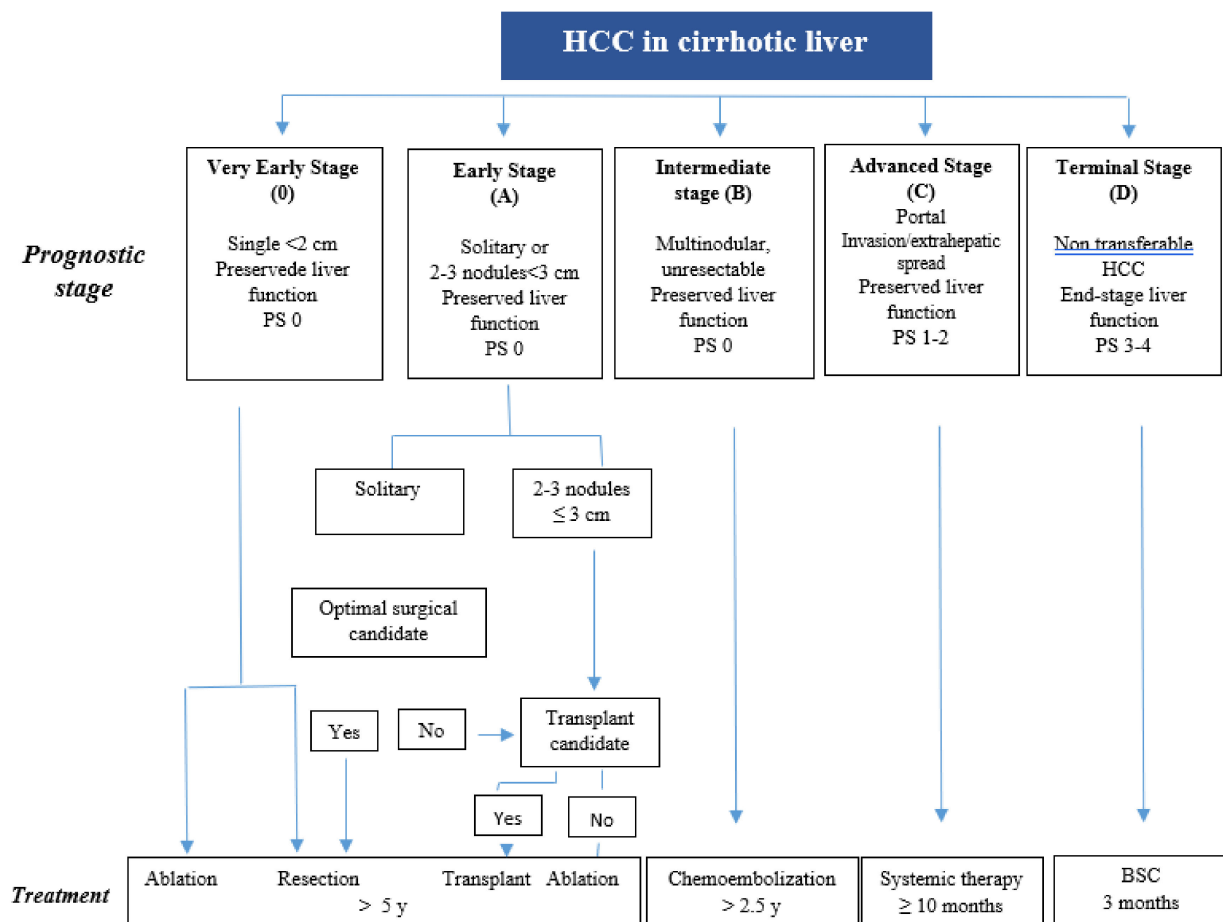 HCC in cirrhotic liver
Prognostic
stage
Very Early Stage
(0)
Single <2 cm
Preservede liver
function
PS 0
Early Stage
(A)
Solitary or
2-3 nodules<3 cm
Preserved liver
function
PS 0
Intermediate
stage (B)
Multinodular,
unresectable
Preserved liver
function
PS 0
Advanced Stage
(C)
Portal
Invasion/extrahepatic
spread
Preserved liver
function
PS 1-2
Terminal Stage
(D)
Non transferable
HCC
End-stage liver
function
PS 3-4
Solitary
2-3 nodules
≤ 3 cm
Optimal surgical
candidate
Yes
No
Transplant
candidate
Yes
No
Treatment
Ablation
Resection
Transplant
Ablation
> 5 y
Chemoembolization
> 2.5 y
Systemic therapy
≥ 10 months
BSC
3 months